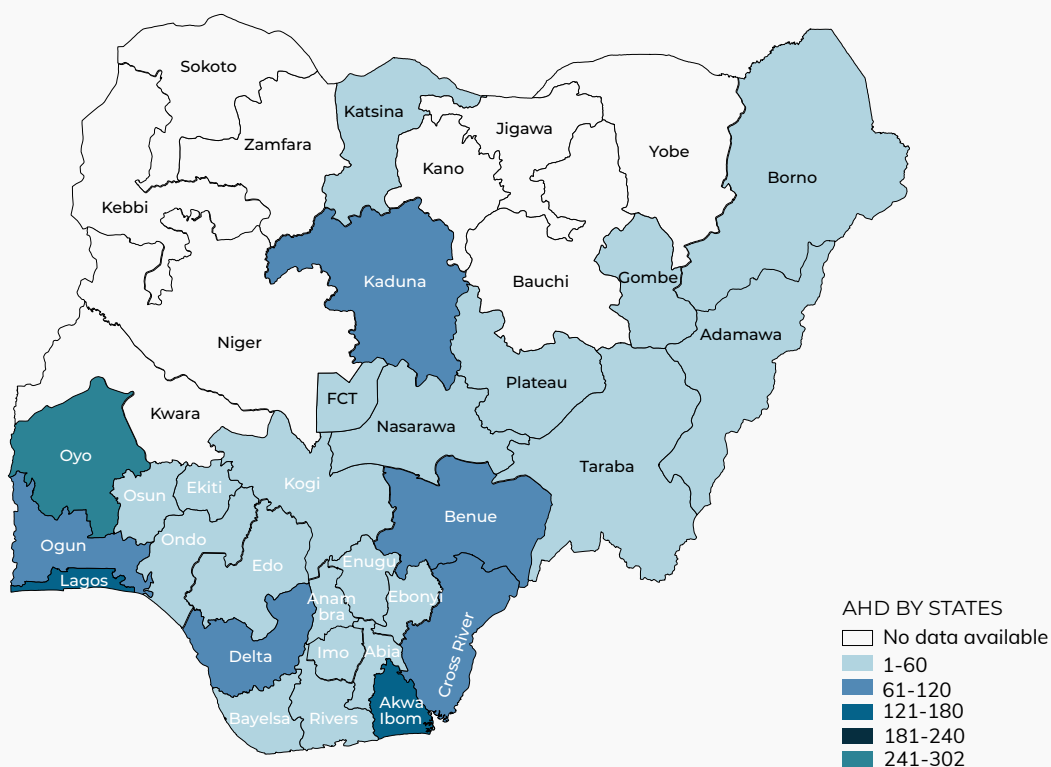 Sokoto
Katsina
Jigawa
Zamfara
Yobe
Kano
Borno
Kebbi
Kaduna
Bauchi
Gombe
Niger
Adamawa
Plateau
FCT
Kwara
Nasarawa
Oyo
Taraba
Kogi
Ekiti
Osun
Benue
Ondo
Ogun
Edo
Enugu
Lagos
Ebonyi
Anam
bra
Cross River
Imo
Abia
Delta
Akwa
Ibom
Bayelsa
Rivers
AHD BY STATES
No data available
1-60
61-120
121-180
181-240
241-302